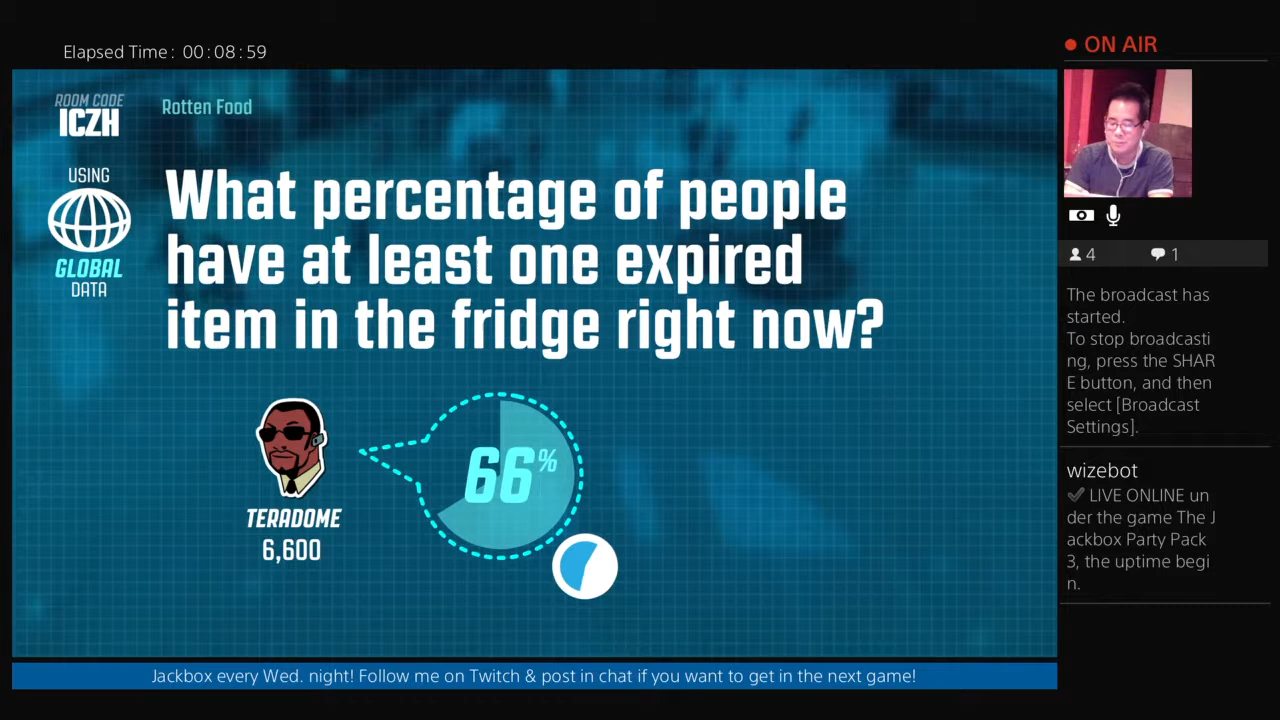 Elapsed Time: 00:08:59
ON AIR
ROOM CODE
ICZH
Rotten Food
USING
GLOBAL
DATA
What percentage of people
have at least one expired
item in the fridge right now?
66%
TERADOME
6,600
4
1
The broadcast has
started.
To stop broadcasti
ng, press the SHAR
E button, and then
select [Broadcast
Settings].
wizebot
✓ LIVE ONLINE un
der the game The J
ackbox Party Pack
3, the uptime begi
n.
Jackbox every Wed. night! Follow me on Twitch & post in chat if you want to get in the next game!